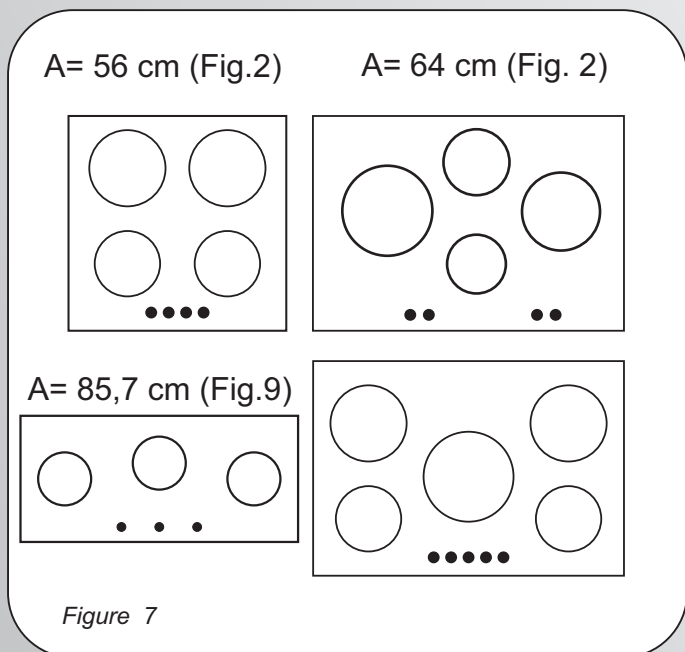 A= 56 cm (Fig.2)
A= 64 cm (Fig. 2)
A= 85,7 cm (Fig.9)
Figure 7